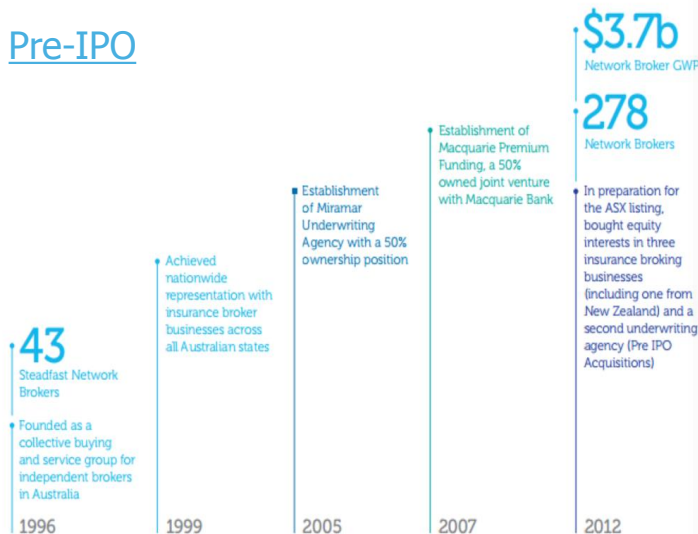 Pre-IPO
43
Steadfast Network
Brokers
Founded as a
collective buying
and service group for
independent brokers
in Australia
1996
Achieved
nationwide
representation with
insurance broker
businesses across
all Australian states
1999
Establishment
of Miramar
Underwriting
Agency with a 50%
ownership position
2005
Establishment of
Macquarie Premium
Funding, a 50%
owned joint venture
with Macquarie Bank
2007
$3.7b
Network Broker GWP
278
Network Brokers
In preparation for
the ASX listing,
bought equity
interests in three
insurance broking
businesses
(including one from
New Zealand) and a
second underwriting
agency (Pre IPO
Acquisitions)
2012